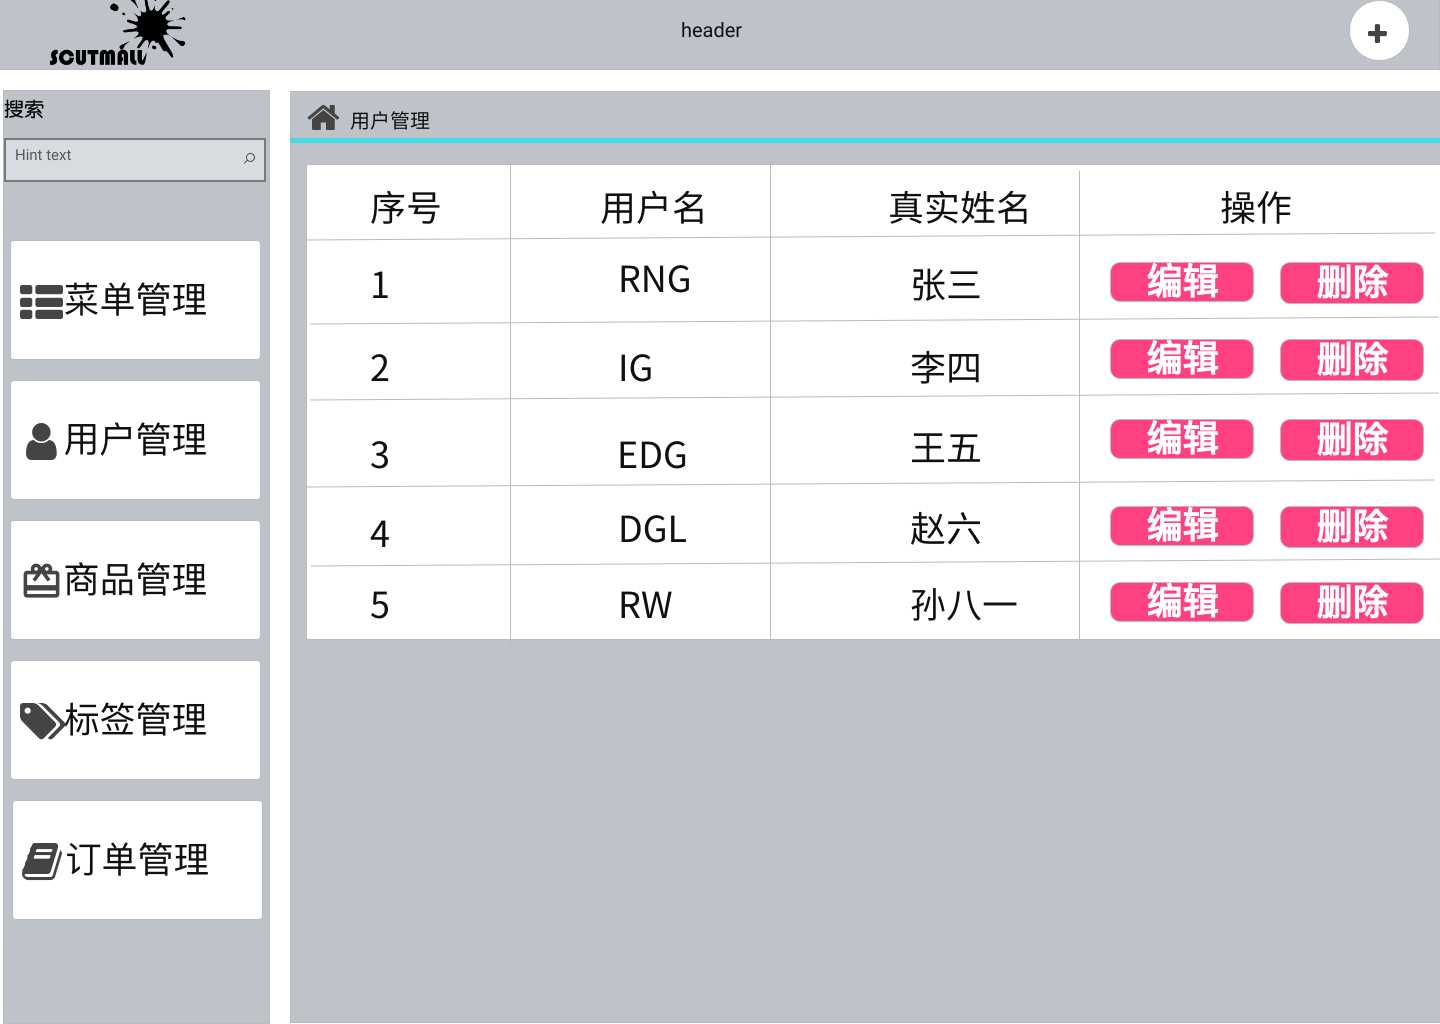 SCUTMALL
header
搜索
Hint text
菜单管理
用户管理
商品管理
标签管理
订单管理
用户管理
序号 用户名 真实姓名 操作
1 RNG 张三 编辑 删除
2 IG 李四 编辑 删除
3 EDG 王五 编辑 删除
4 DGL 赵六 编辑 删除
5 RW 孙八一 编辑 删除